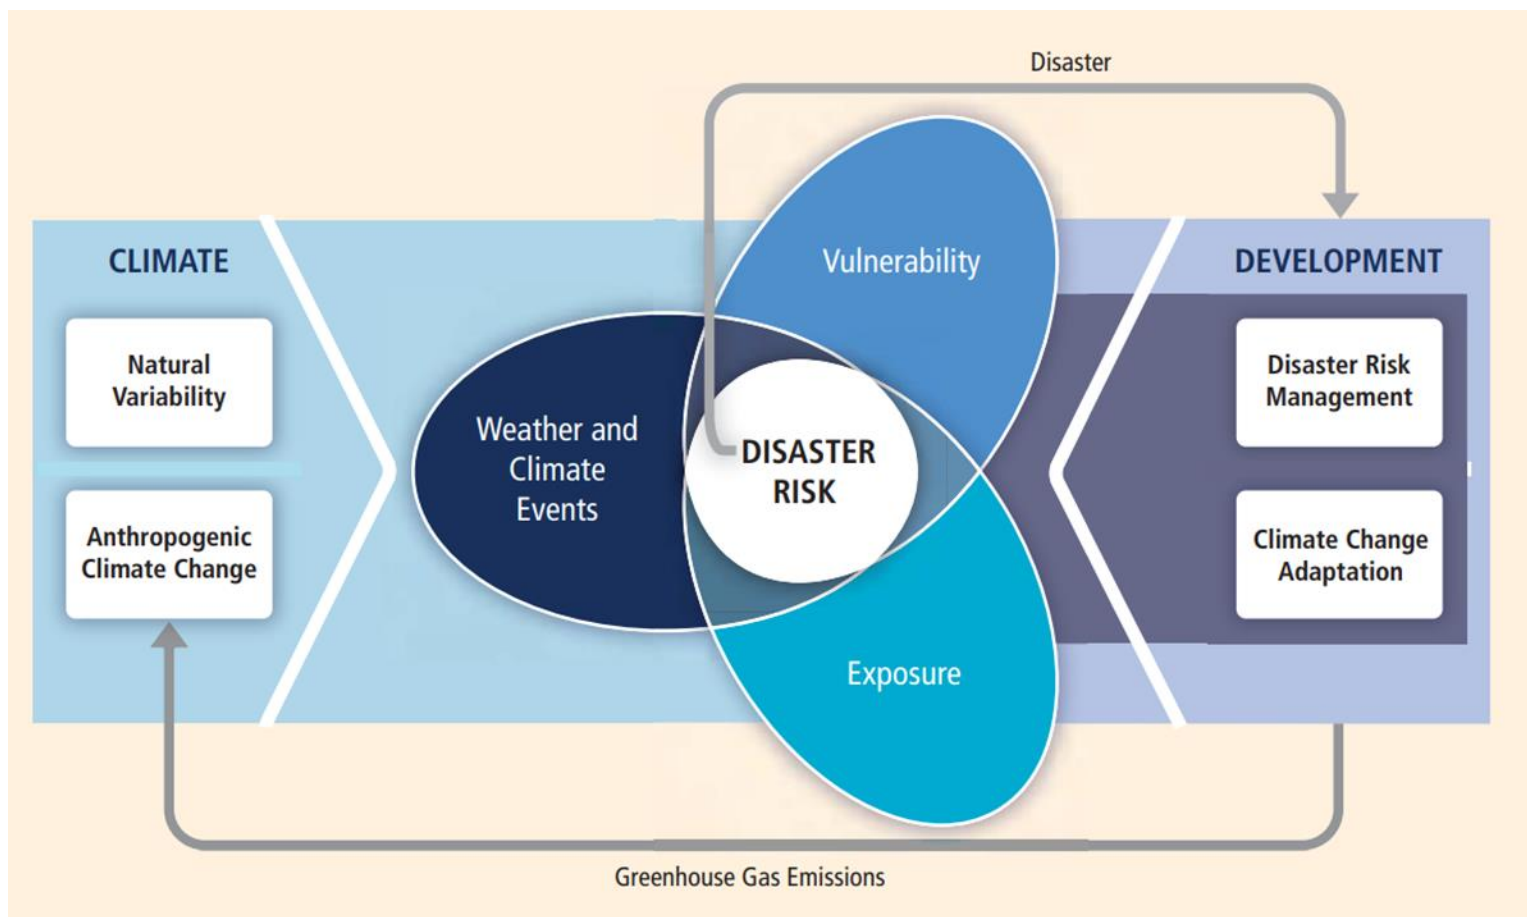 Disaster
CLIMATE
Natural
Variability
Anthropogenic
Climate Change
Weather and
Climate
Events
Vulnerability
DISASTER
RISK
Exposure
DEVELOPMENT
Disaster Risk
Management
Climate Change
Adaptation
Greenhouse Gas Emissions